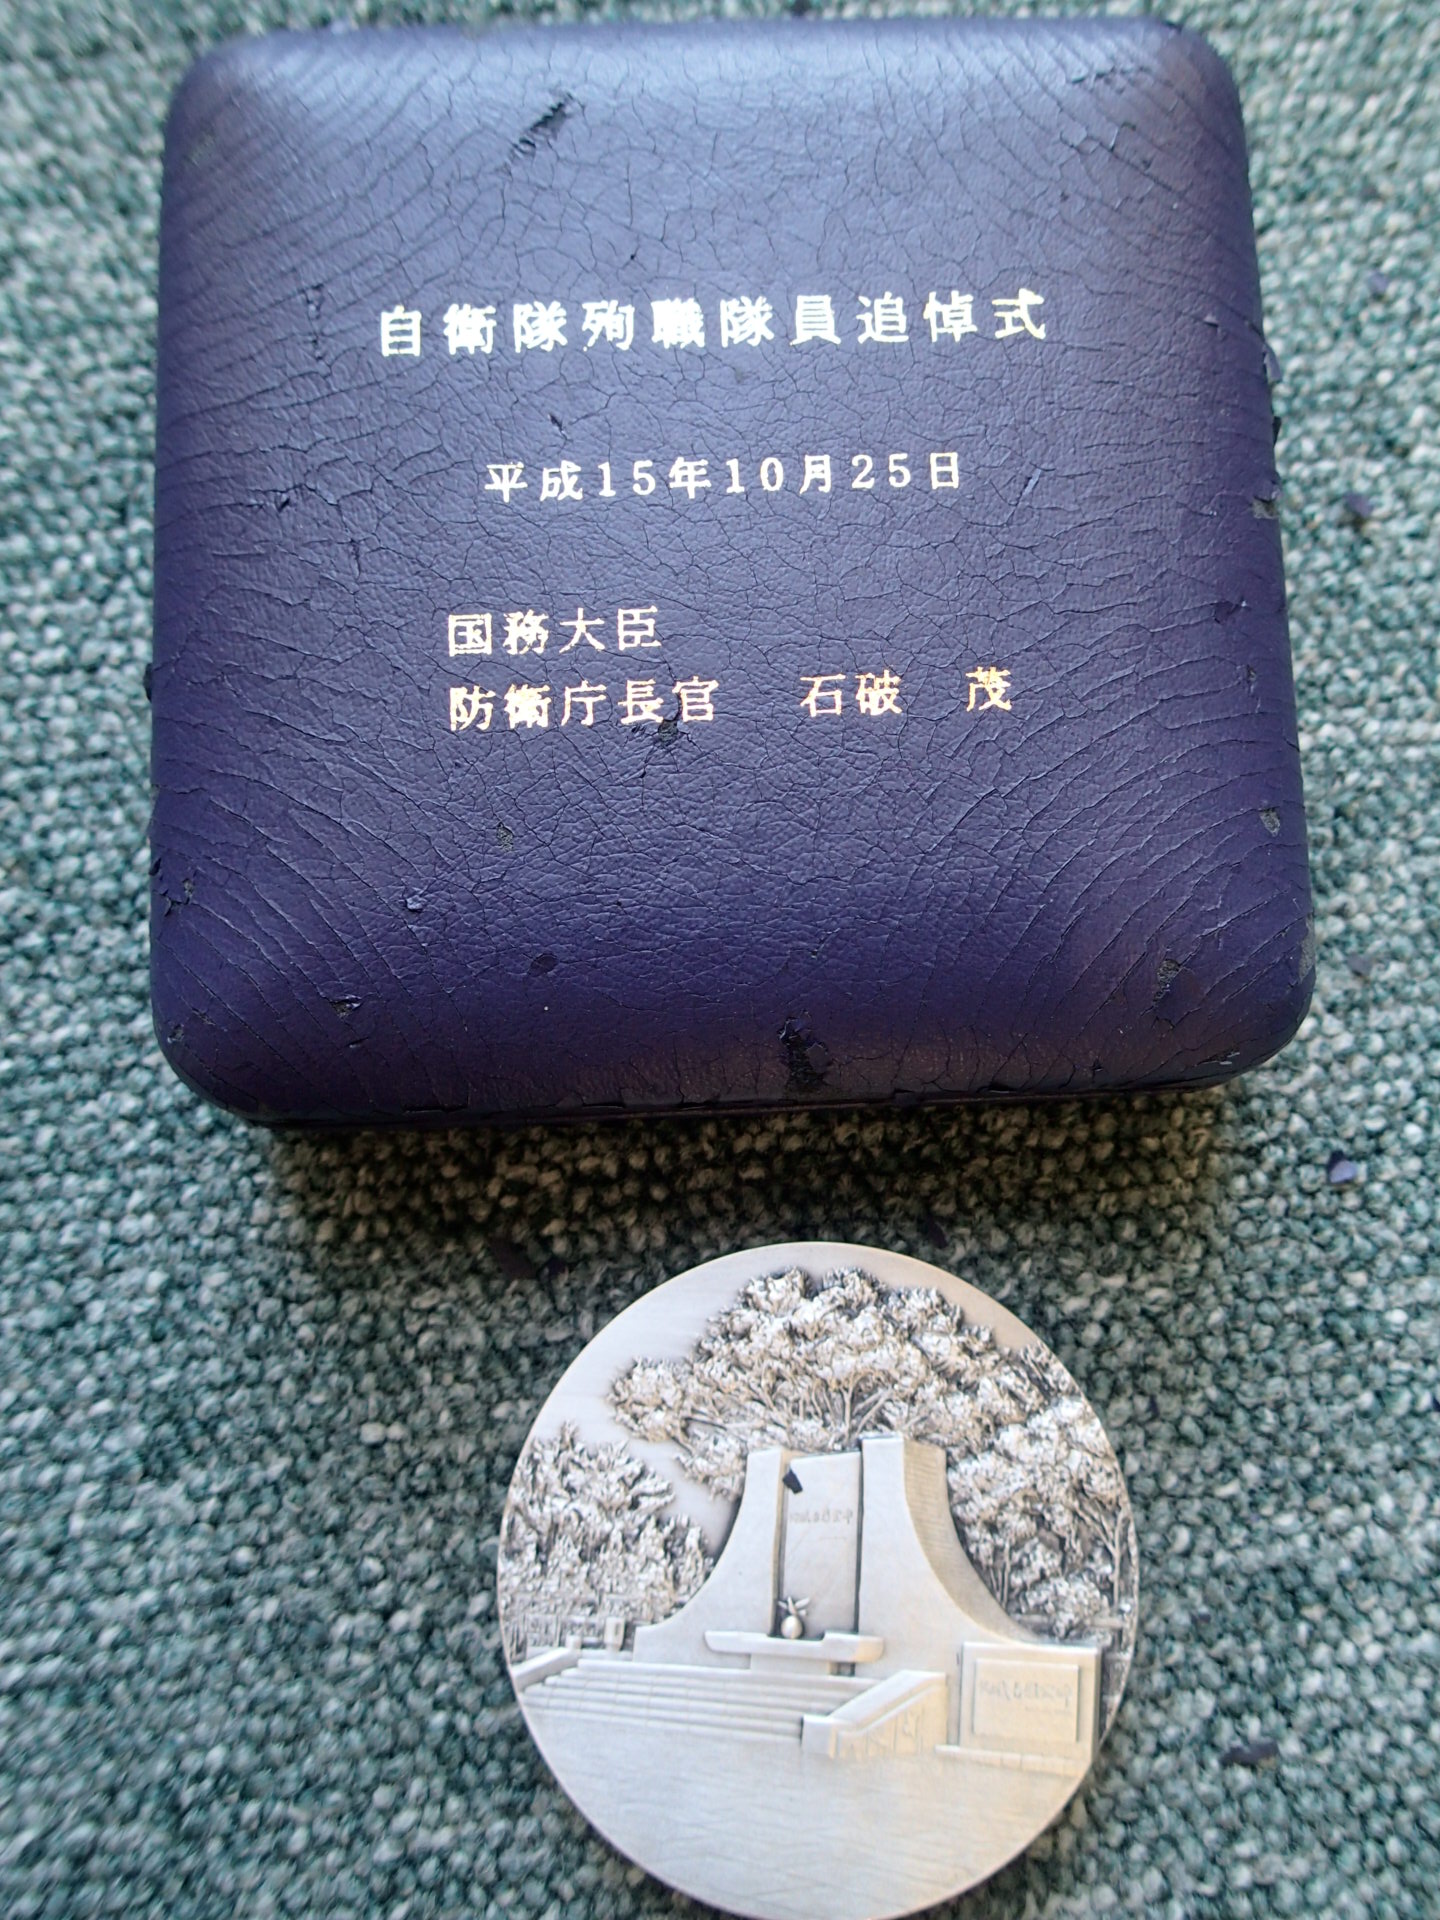 自衛隊殉職隊員追悼式
平成15年10月25日
国務大臣
防衛庁長官 石破 茂